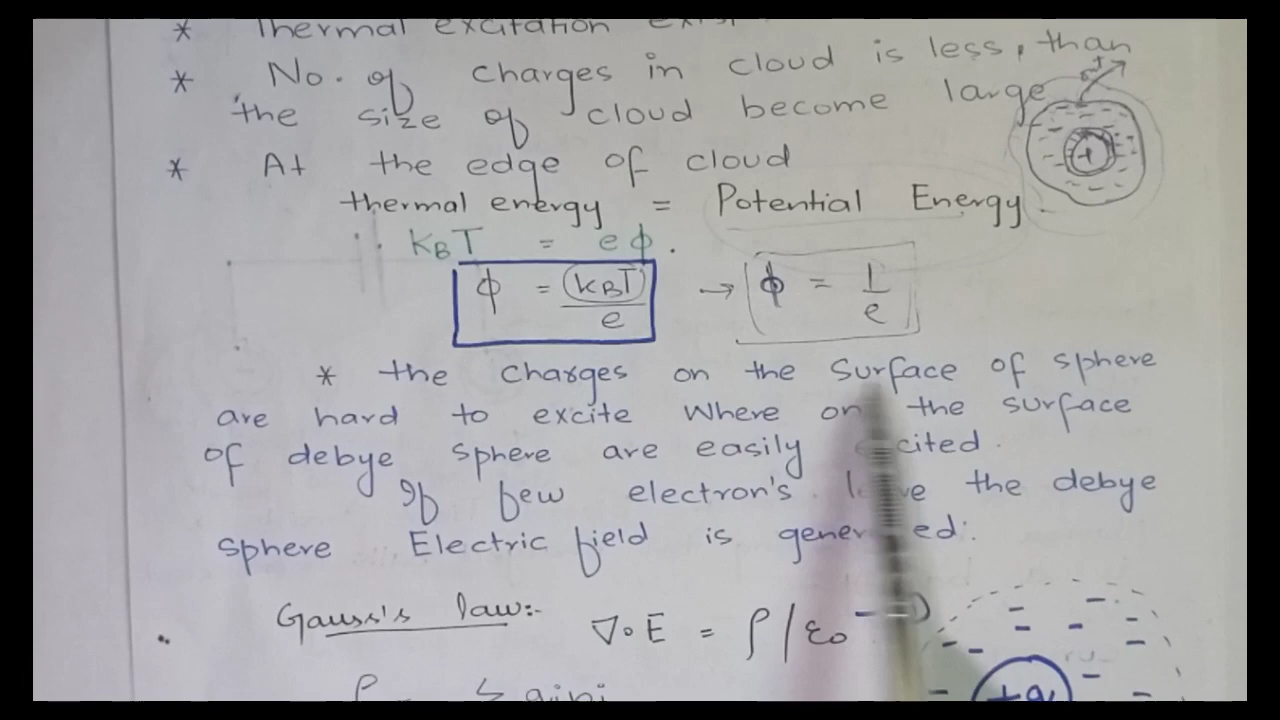 * Thermal excitation
* No. of charges in cloud is less, than
the size of cloud become large
* At the edge of cloud
thermal energy = Potential Energy.
KBT = eϕ.
ϕ = KBT/e → ϕ = 1/e
* the charges on the surface of sphere
are hard to excite where on the surface
of debye sphere are easily
If few electron's the debye
sphere Electric field is
Gauss's law:-
∇.E = ρ/ε0
+
+